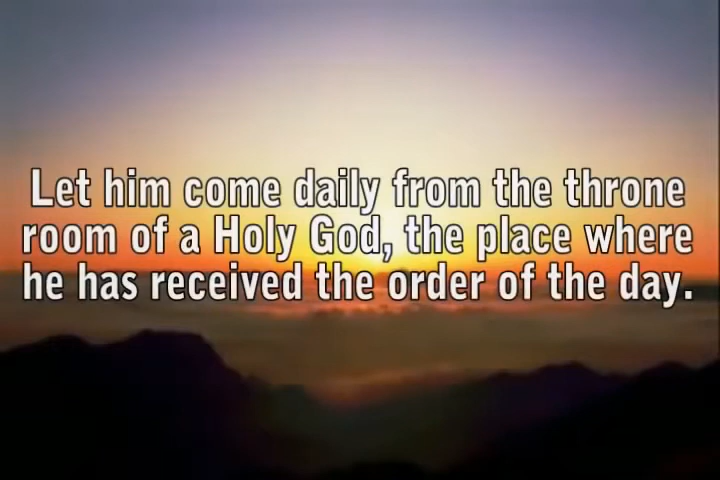 Let him come daily from the throne
room of a Holy God, the place where
he has received the order of the day.